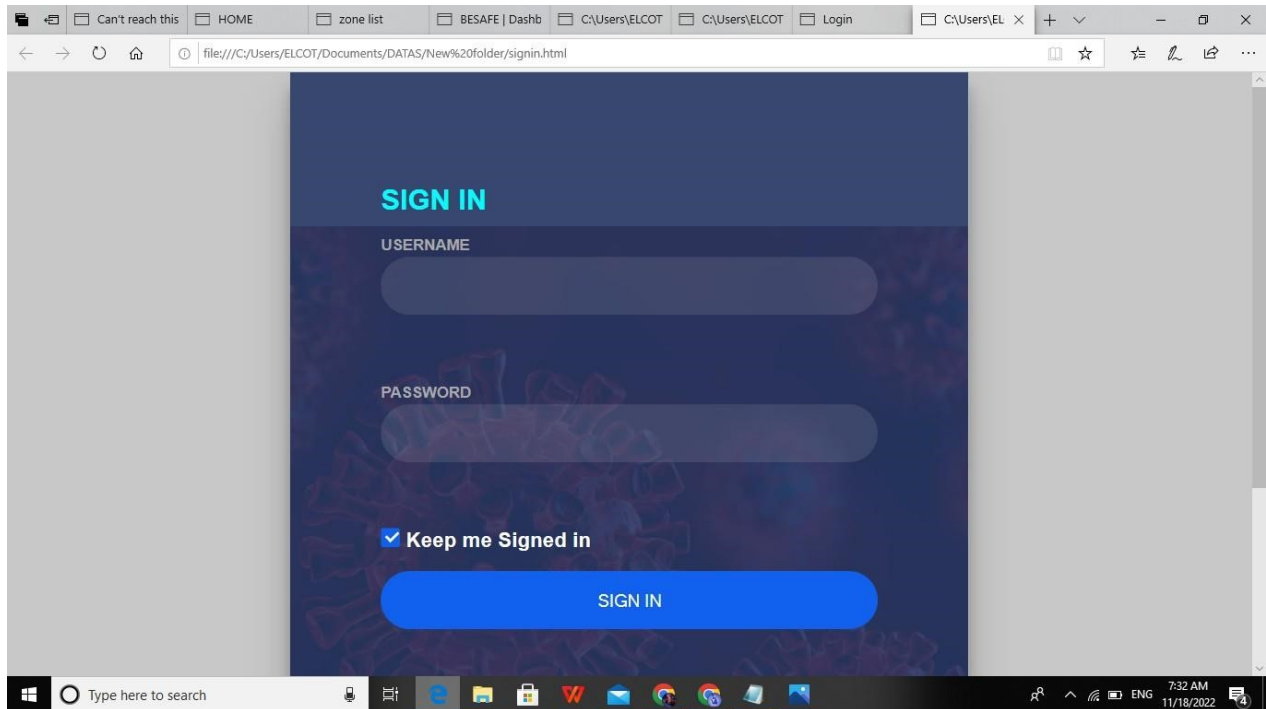 Can't reach this HOME zone list BESAFE | Dashb C:\Users\ELCOT C:\Users\ELCOT Login C:\Users\EL
file:///C:/Users/ELCOT/Documents/DATAS/New%20folder/signin.html
SIGN IN
USERNAME
PASSWORD
Keep me Signed in
SIGN IN
Type here to search
ENG
7:32 AM
11/18/2022
4